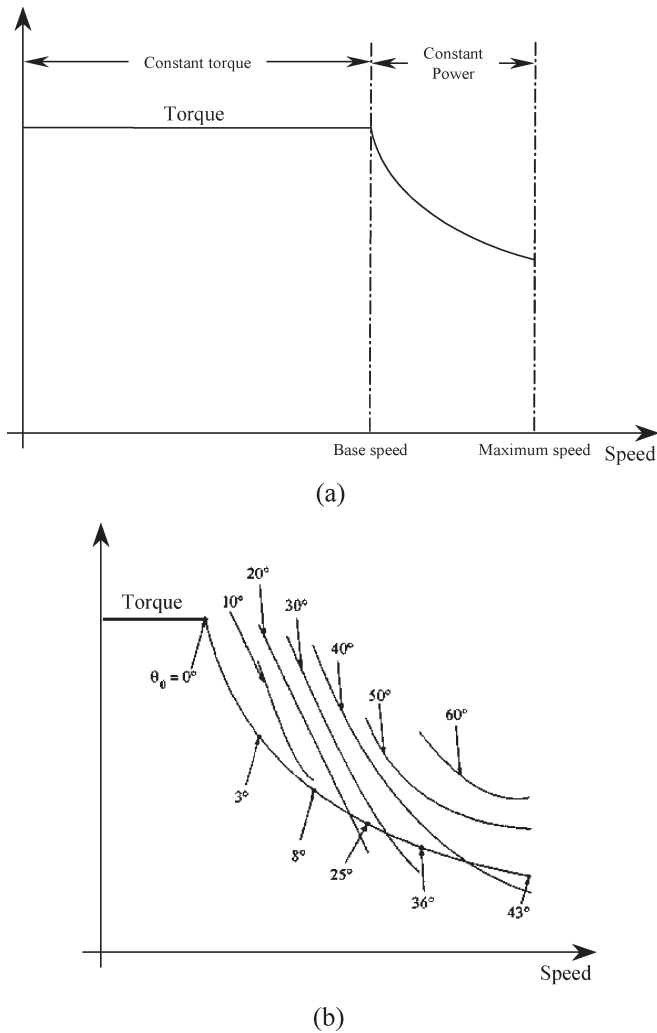 Constant torque
Constant
Power
Torque
Base speed
Maximum speed
Speed
(a)
20°
10°
30°
Torque
40°
θ₀ = 0°
50°
60°
3°
8°
25°
36°
43°
Speed
(b)